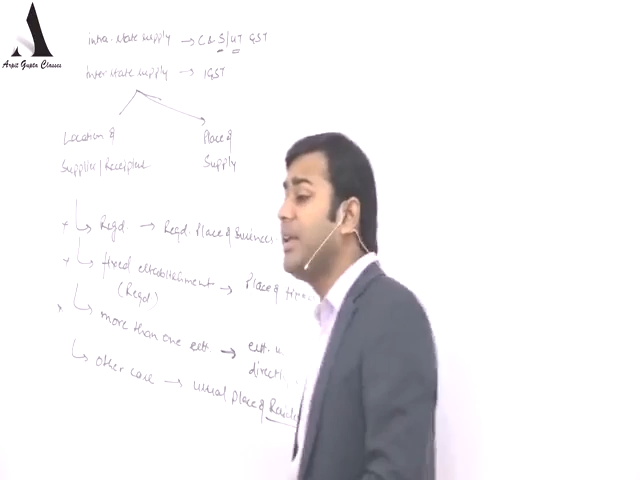 Arpit Gupta Classes
intra-state supply → C & S/UT GST
inter state supply → IGST
Location of
Supplier/Recipient
Place of
Supply
Regd. → Regd. Place of Business
fixed establishment → Place of
(Regd)
more than one estt. → estt.
other case → usual place of